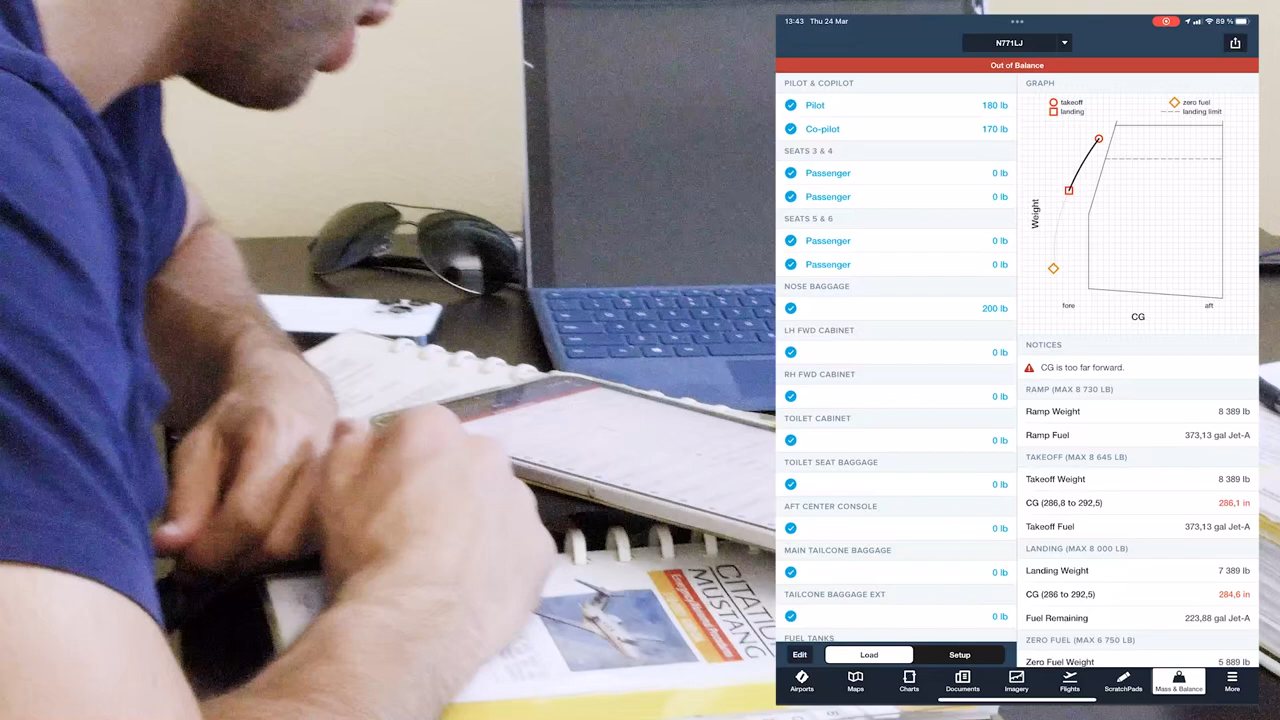 13:43 Thu 24 Mar
89 %
N771LJ
Out of Balance
PILOT & COPILOT
Pilot 180 lb
Co-pilot 170 lb
SEATS 3 & 4
Passenger 0 lb
Passenger 0 lb
SEATS 5 & 6
Passenger 0 lb
Passenger 0 lb
NOSE BAGGAGE
200 lb
LH FWD CABINET
0 lb
RH FWD CABINET
0 lb
TOILET CABINET
0 lb
TOILET SEAT BAGGAGE
0 lb
AFT CENTER CONSOLE
0 lb
MAIN TAILCONE BAGGAGE
0 lb
TAILCONE BAGGAGE EXT
0 lb
FUEL TANKS
Edit Load Setup
GRAPH
takeoff zero fuel
landing landing limit
Weight
fore aft
CG
NOTICES
CG is too far forward.
RAMP (MAX 8 730 LB)
Ramp Weight 8 389 lb
Ramp Fuel 373,13 gal Jet-A
TAKEOFF (MAX 8 645 LB)
Takeoff Weight 8 389 lb
CG (286,8 to 292,5) 286,1 in
Takeoff Fuel 373,13 gal Jet-A
LANDING (MAX 8 000 LB)
Landing Weight 7 389 lb
CG (286 to 292,5) 284,6 in
Fuel Remaining 223,88 gal Jet-A
ZERO FUEL (MAX 6 750 LB)
Zero Fuel Weight 5 889 lb
Airports Maps Charts Documents Imagery Flights ScratchPads Mass & Balance More
CITATION
MUSTANG